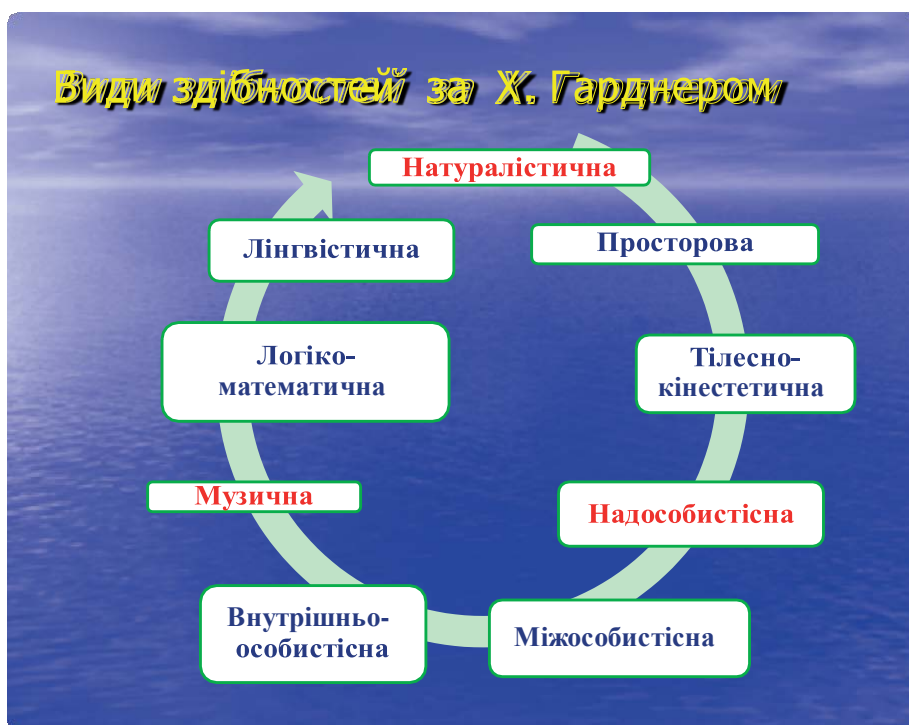 Види здібностей за Х. Гарднером
Натуралістична
Просторова
Тілесно-
кінестетична
Надособистісна
Міжособистісна
Внутрішньо-
особистісна
Музична
Логіко-
математична
Лінгвістична